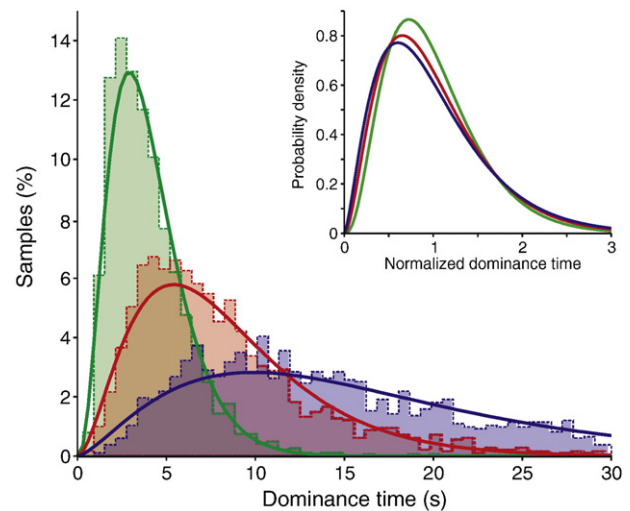 14
12
10
8
6
4
2
0
Samples (%)
0 5 10 15 20 25 30
Dominance time (s)
0.8
0.6
0.4
0.2
0
Probability density
0 1 2 3
Normalized dominance time